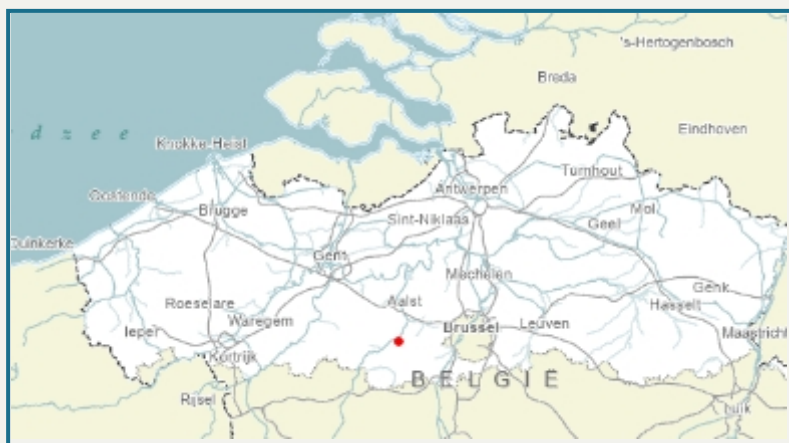 's-Hertogenbosch
Breda
d z e e
Eindhoven
Knokke-Heist
Turnhout
Antwerpen
Oostende
Mol
Brugge
Sint-Niklaas
Geel
Duinkerke
Gent
Mechelen
Genk
Aalst
Roeselare
Hasselt
Waregem
Brussel
Leuven
Ieper
Maastricht
Kortrijk
BELGIË
Rijsel
Luik